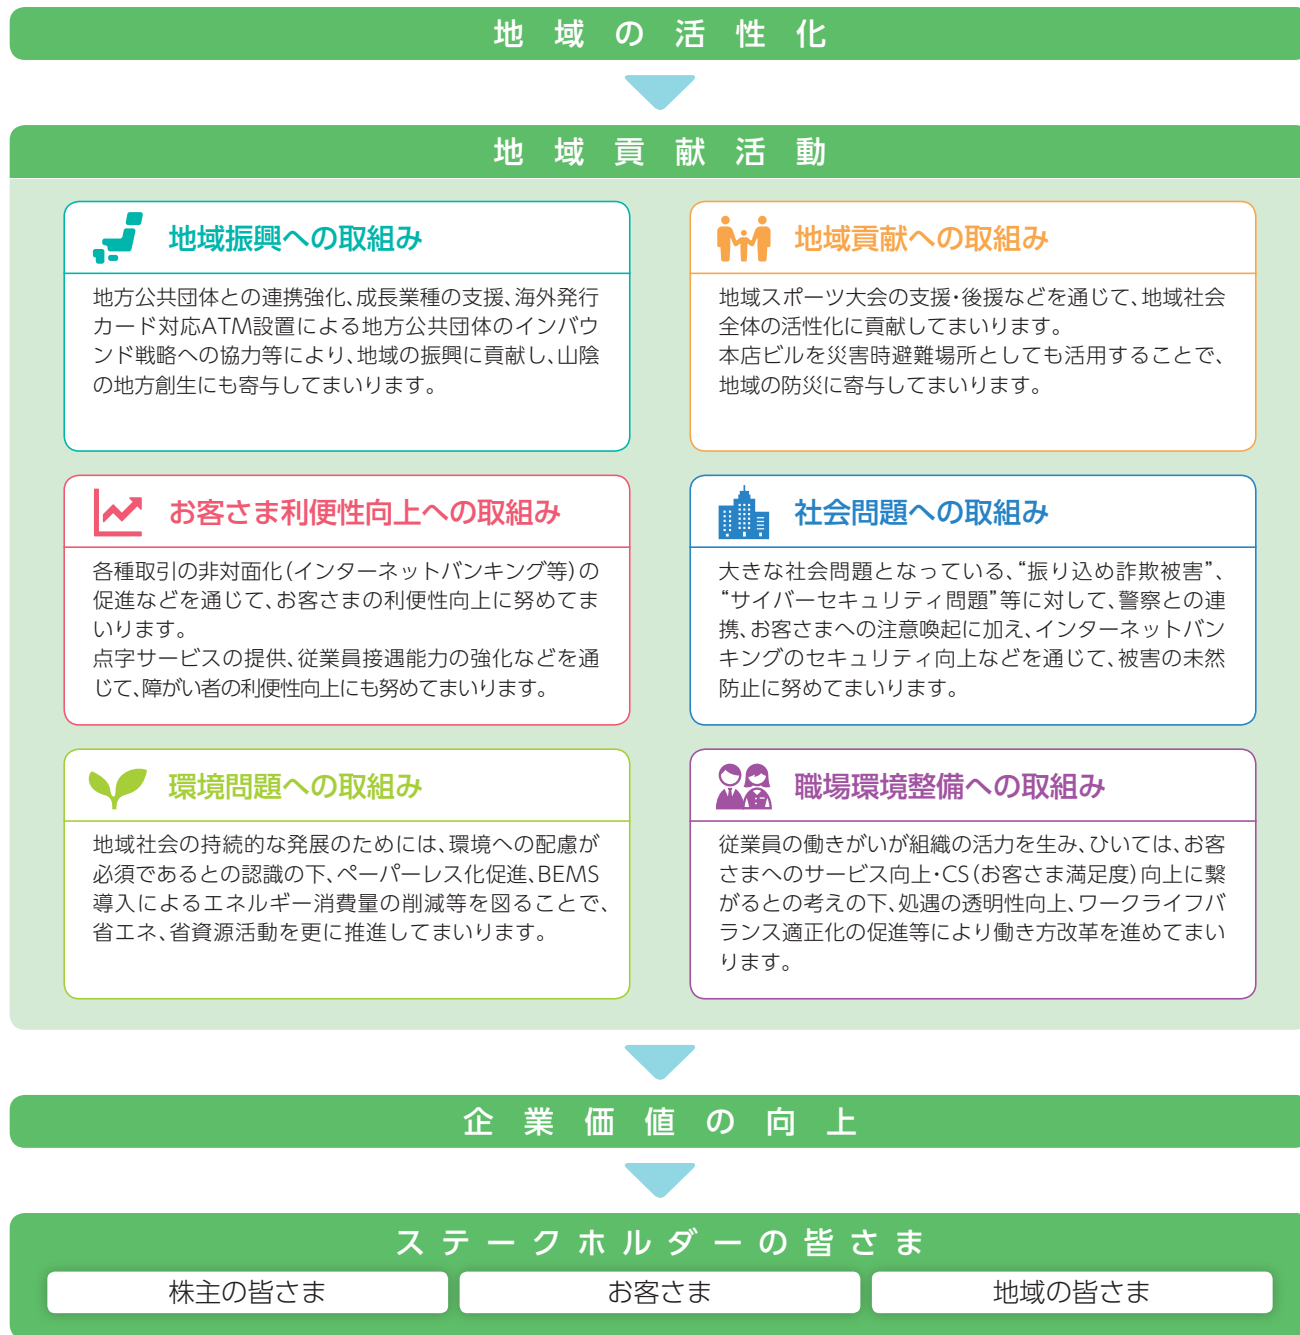 地域の活性化
地域貢献活動
地域振興への取組み
地方公共団体との連携強化、成長業種の支援、海外発行
カード対応ATM設置による地方公共団体のインバウ
ンド戦略への協力等により、地域の振興に貢献し、山陰
の地方創生にも寄与してまいります。
地域貢献への取組み
地域スポーツ大会の支援・後援などを通じて、地域社会
全体の活性化に貢献してまいります。
本店ビルを災害時避難場所としても活用することで、
地域の防災に寄与してまいります。
お客さま利便性向上への取組み
各種取引の非対面化(インターネットバンキング等)の
促進などを通じて、お客さまの利便性向上に努めてま
いります。
点字サービスの提供、従業員接遇能力の強化などを通
じて、障がい者の利便性向上にも努めてまいります。
社会問題への取組み
大きな社会問題となっている、“振り込め詐欺被害”、
“サイバーセキュリティ問題”等に対して、警察との連
携、お客さまへの注意喚起に加え、インターネットバン
キングのセキュリティ向上などを通じて、被害の未然
防止に努めてまいります。
環境問題への取組み
地域社会の持続的な発展のためには、環境への配慮が
必須であるとの認識の下、ペーパーレス化促進、BEMS
導入によるエネルギー消費量の削減等を図ることで、
省エネ、省資源活動を更に推進してまいります。
職場環境整備への取組み
従業員の働きがいが組織の活力を生み、ひいては、お客
さまへのサービス向上・CS(お客さま満足度)向上に繋
がるとの考えの下、処遇の透明性向上、ワークライフバ
ランス適正化の促進等により働き方改革を進めてまい
ります。
企業価値の向上
ステークホルダーの皆さま
株主の皆さま
お客さま
地域の皆さま